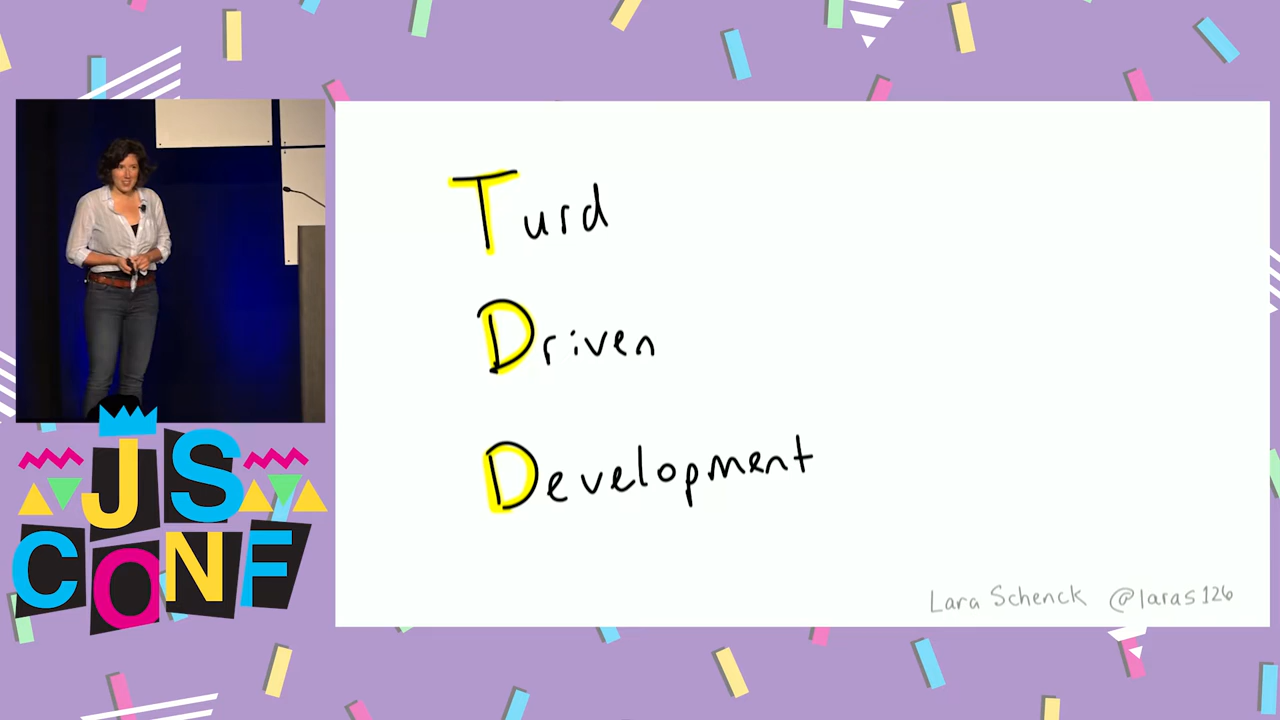 Turd
Driven
Development
Lara Schenck @laras126
JS
CONF